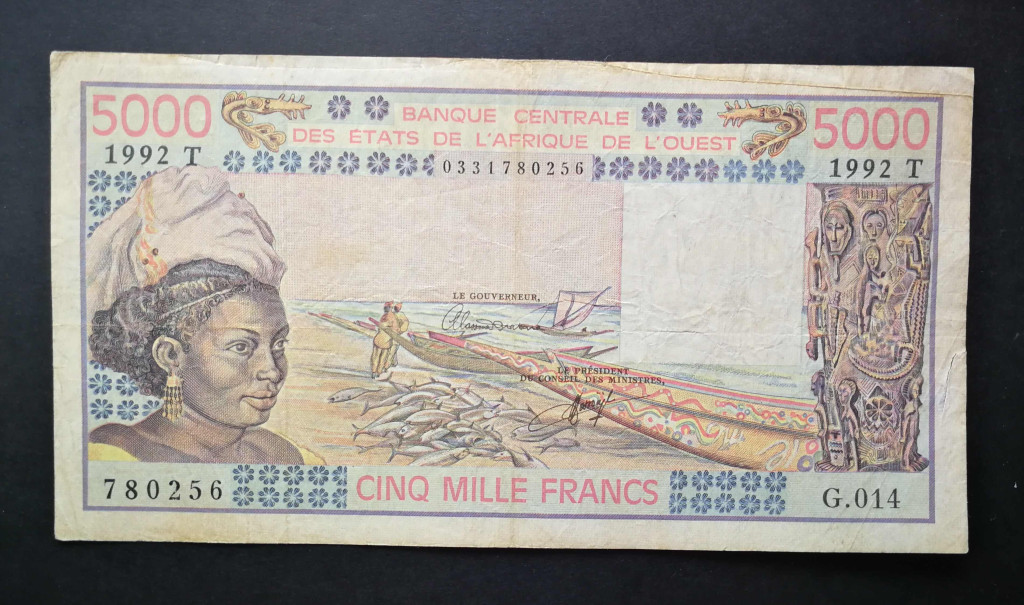 5000
BANQUE CENTRALE
DES ÉTATS DE L'AFRIQUE DE L'OUEST
5000
1992 T
0331780256
1992 T
LE GOUVERNEUR,
LE PRÉSIDENT
DU CONSEIL DES MINISTRES,
780256
CINQ MILLE FRANCS
G.014